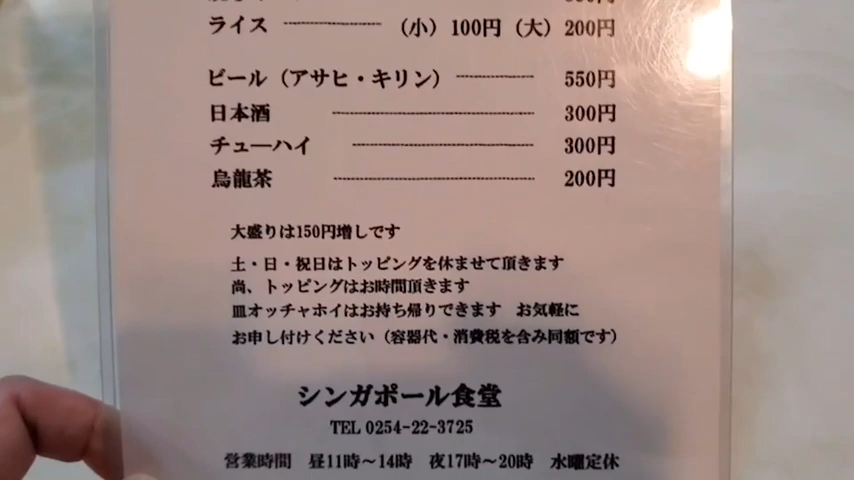 ライス （小）100円（大）200円
ビール（アサヒ・キリン） 550円
日本酒 300円
チューハイ 300円
烏龍茶 200円
大盛りは150円増しです
土・日・祝日はトッピングを休ませて頂きます
尚、トッピングはお時間頂きます
皿オッチャホイはお持ち帰りできます　お気軽に
お申し付けください（容器代・消費税を含み同額です）
シンガポール食堂
TEL 0254-22-3725
営業時間　昼11時～14時　夜17時～20時　水曜定休